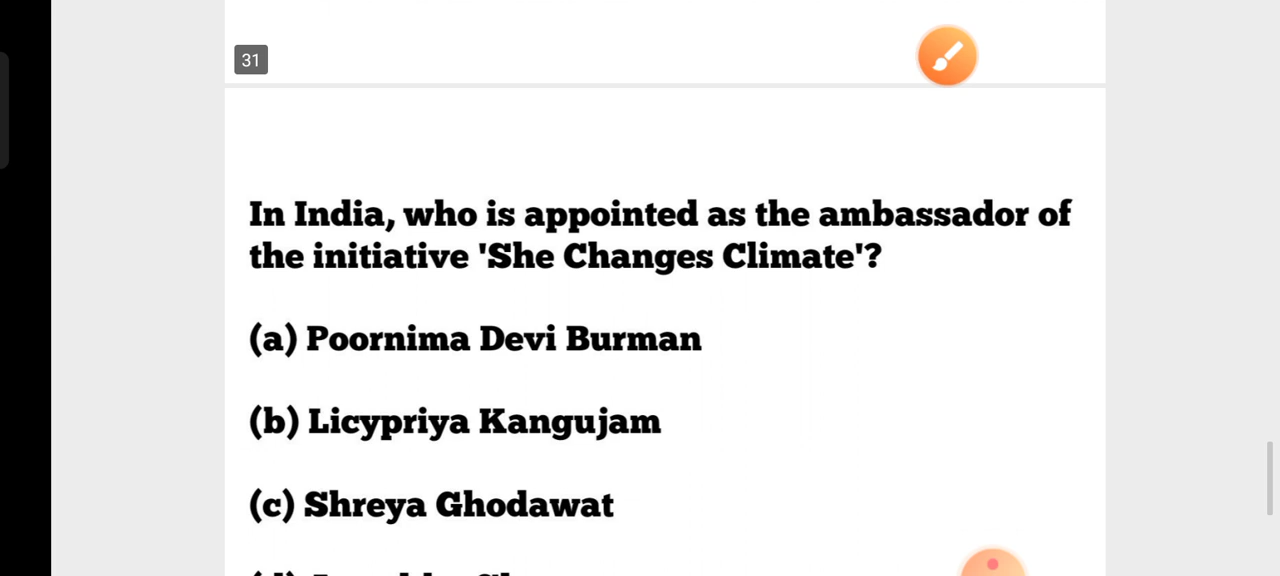 31
In India, who is appointed as the ambassador of
the initiative 'She Changes Climate'?
(a) Poornima Devi Burman
(b) Licypriya Kangujam
(c) Shreya Ghodawat